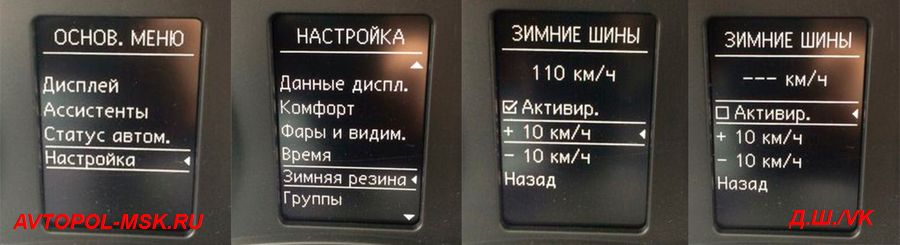 ОСНОВ. МЕНЮ
Дисплей
Ассистенты
Статус автом.
Настройка
НАСТРОЙКА
Данные диспл.
Комфорт
Фары и видим.
Время
Зимняя резина
Группы
ЗИМНИЕ ШИНЫ
110 км/ч
Активир.
+ 10 км/ч
- 10 км/ч
Назад
ЗИМНИЕ ШИНЫ
--- км/ч
Активир.
+ 10 км/ч
- 10 км/ч
Назад
AVTOPOL-MSK.RU
Д.Ш./VK